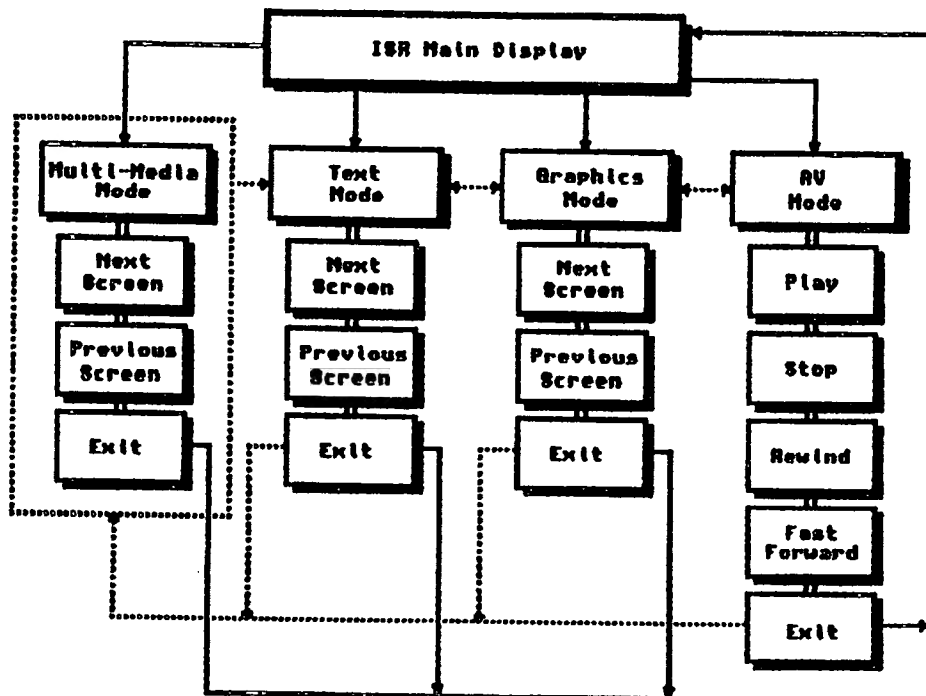 ISR Main Display
Multi-Media
Mode
Next
Screen
Previous
Screen
Exit
Text
Mode
Next
Screen
Previous
Screen
Exit
Graphics
Mode
Next
Screen
Previous
Screen
Exit
AV
Mode
Play
Stop
Rewind
Fast
Forward
Exit